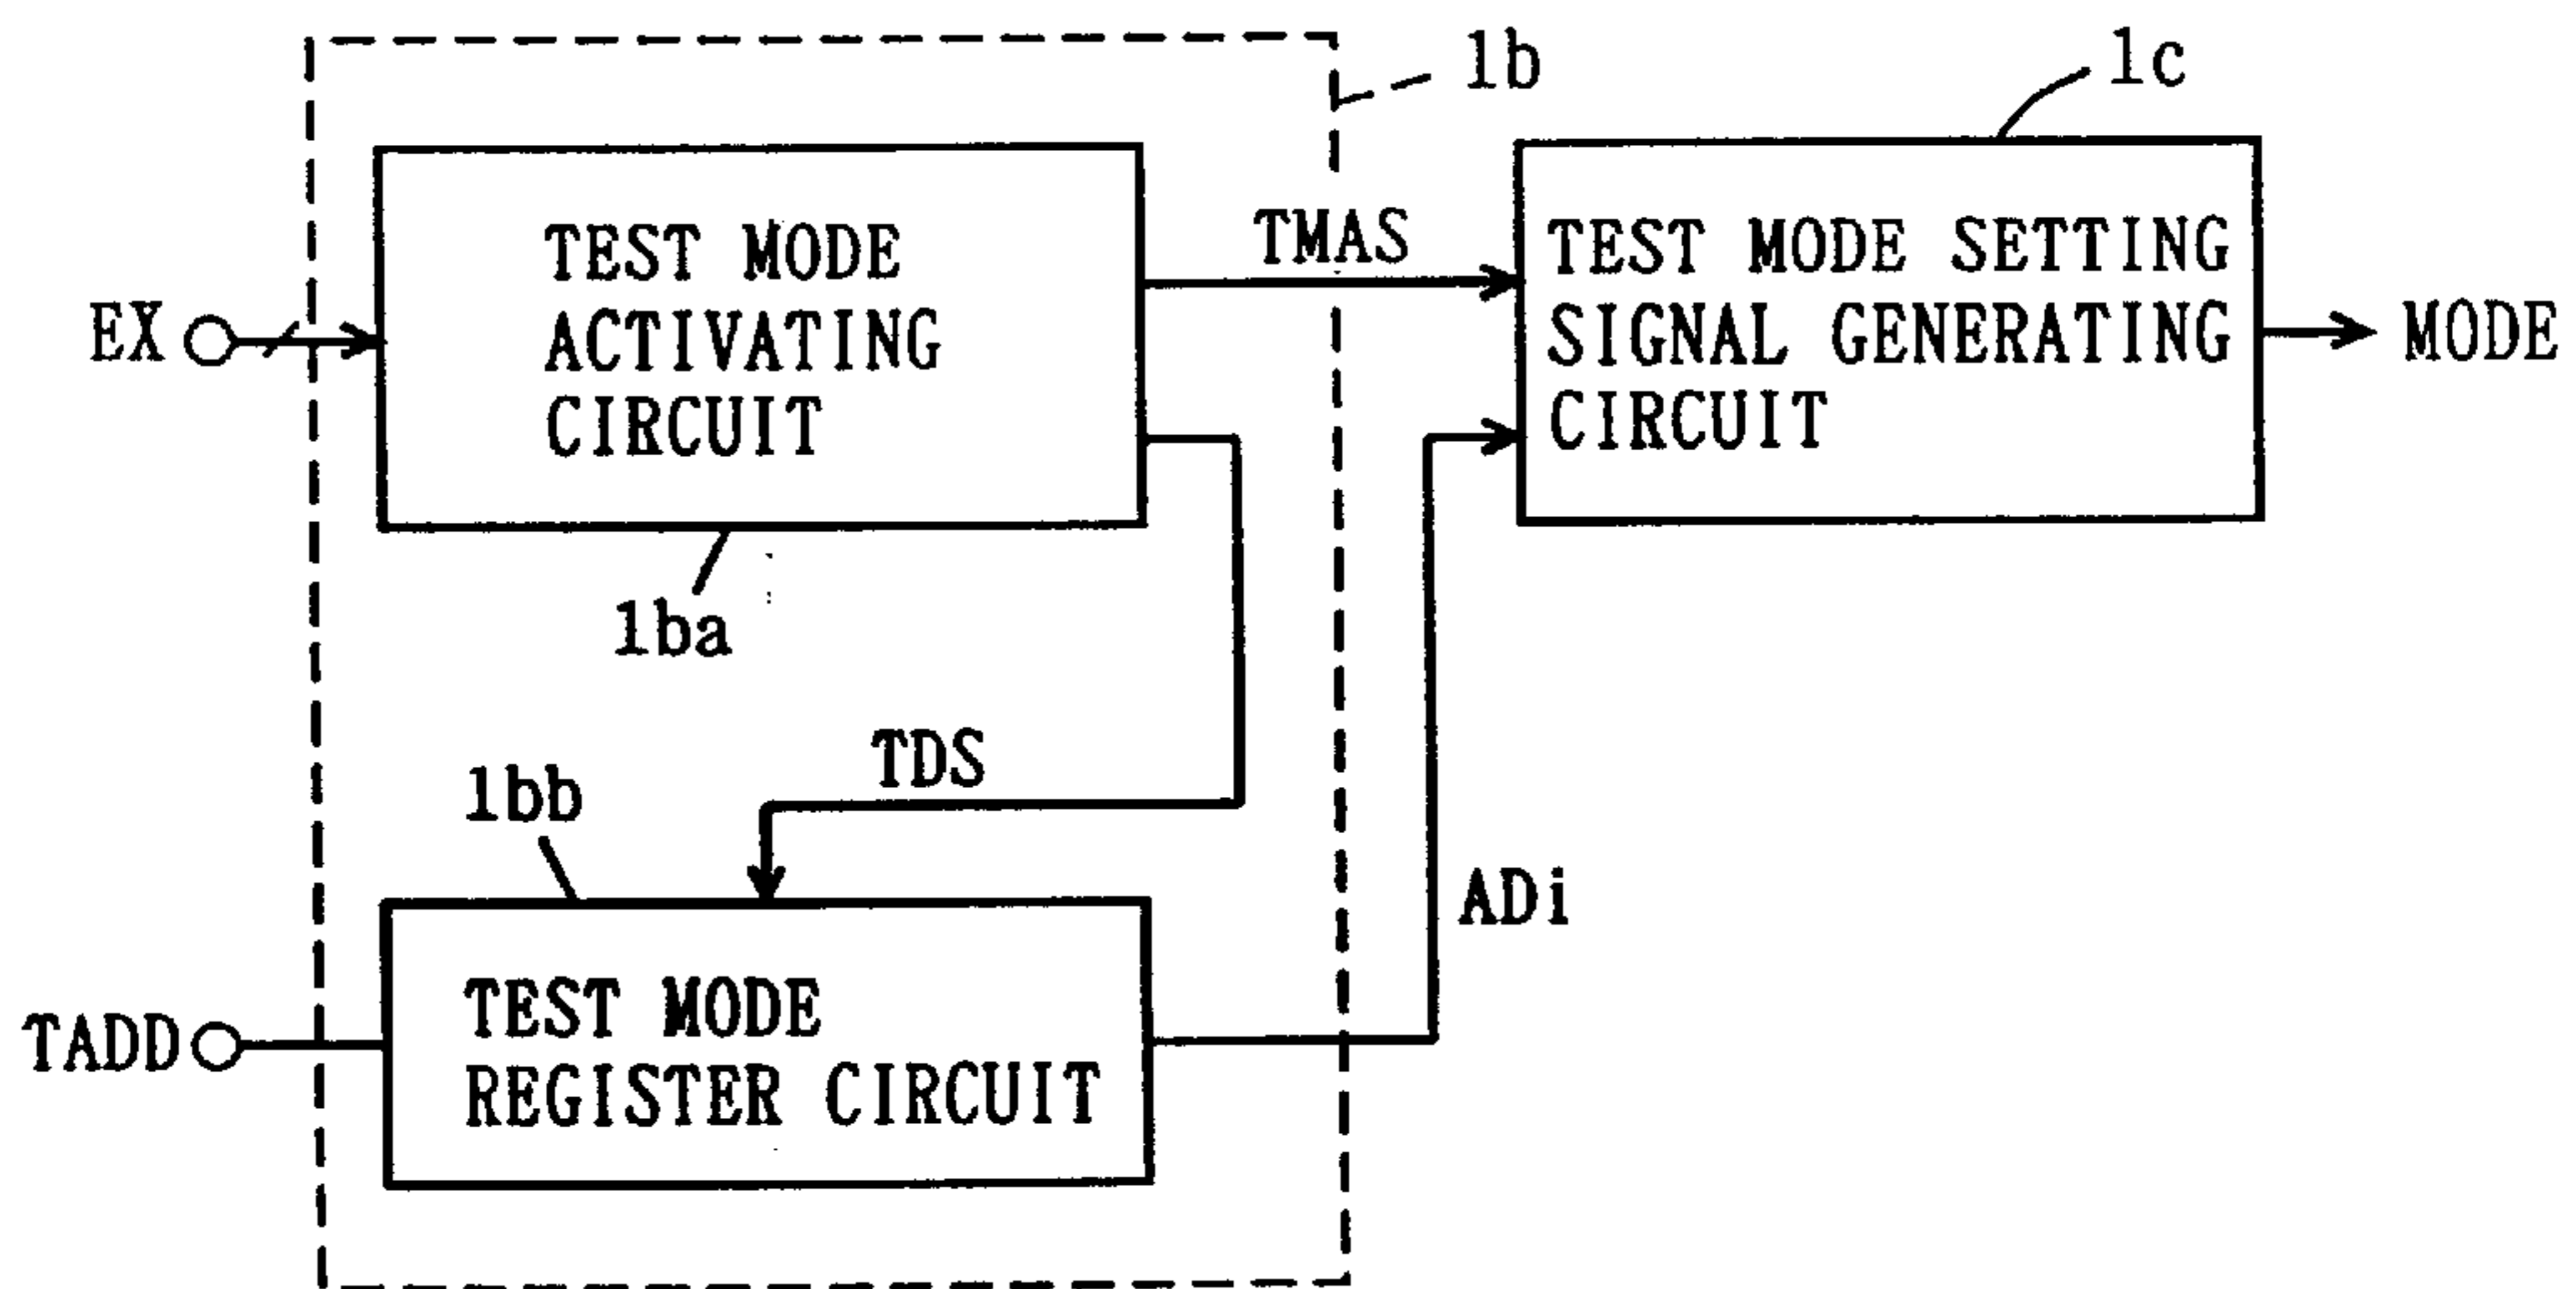 1b
1c
TEST MODE
ACTIVATING
CIRCUIT
TMAS
TEST MODE SETTING
SIGNAL GENERATING
CIRCUIT
EX
MODE
1ba
TDS
1bb
ADi
TADD
TEST MODE
REGISTER CIRCUIT